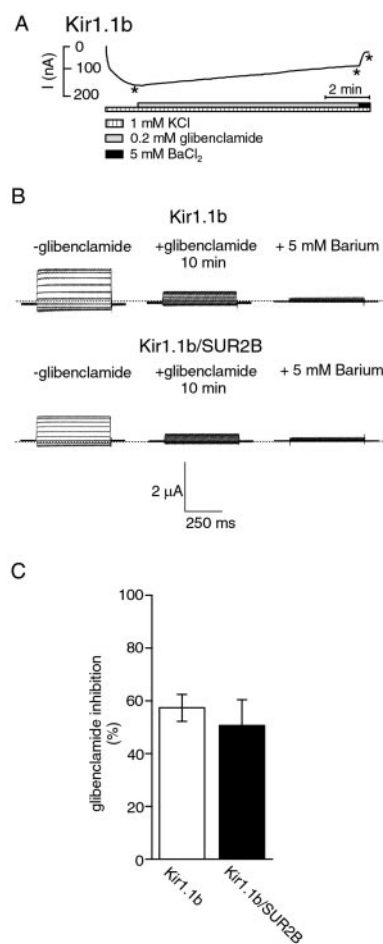 A
Kir1.1b
0
100
200
I (nA)
*
*
*
2 min
1 mM KCl
0.2 mM glibenclamide
5 mM BaCl2
B
Kir1.1b
-glibenclamide
+glibenclamide
10 min
+ 5 mM Barium
Kir1.1b/SUR2B
-glibenclamide
+glibenclamide
10 min
+ 5 mM Barium
2 µA
250 ms
C
100
80
60
40
20
0
glibenclamide inhibition
(%)
Kir1.1b
Kir1.1b/SUR2B